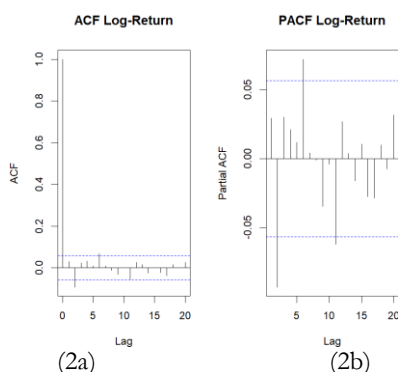 ACF Log-Return
PACF Log-Return
ACF
1.0
0.8
0.6
0.4
0.2
0.0
0 5 10 15 20
Lag
Partial ACF
0.05
0.00
-0.05
5 10 15 20
Lag
(2a)
(2b)